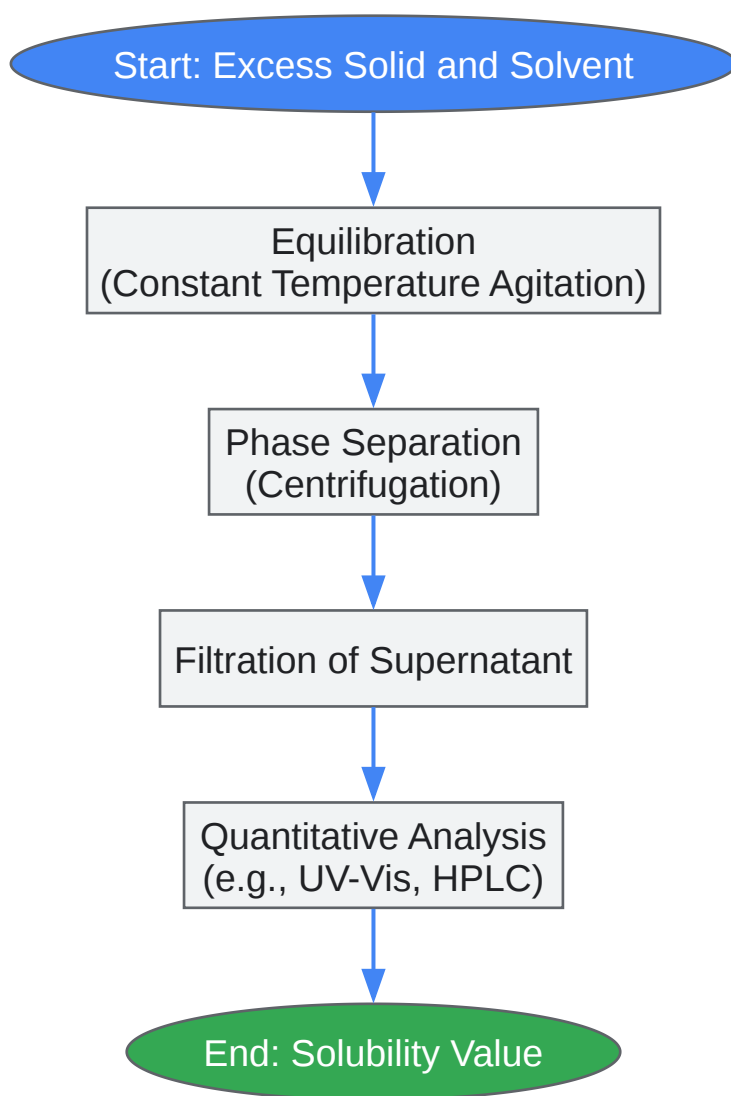 Start: Excess Solid and Solvent
Equilibration
(Constant Temperature Agitation)
Phase Separation
(Centrifugation)
Filtration of Supernatant
Quantitative Analysis
(e.g., UV-Vis, HPLC)
End: Solubility Value